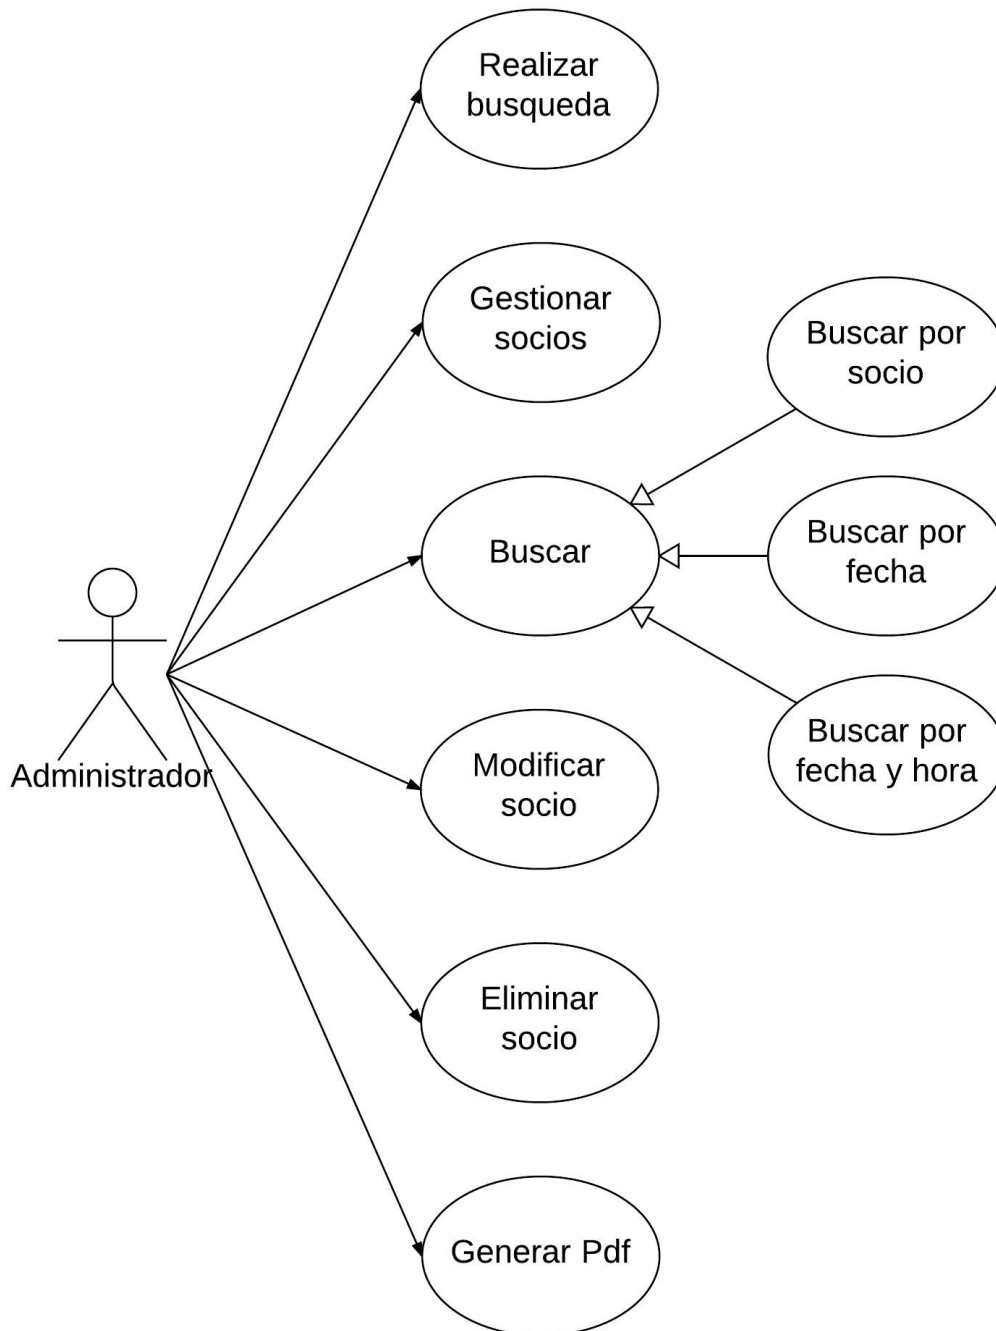 Realizar
busqueda
Gestionar
socios
Buscar por
socio
Buscar
Buscar por
fecha
Buscar por
fecha y hora
Administrador
Modificar
socio
Eliminar
socio
Generar Pdf